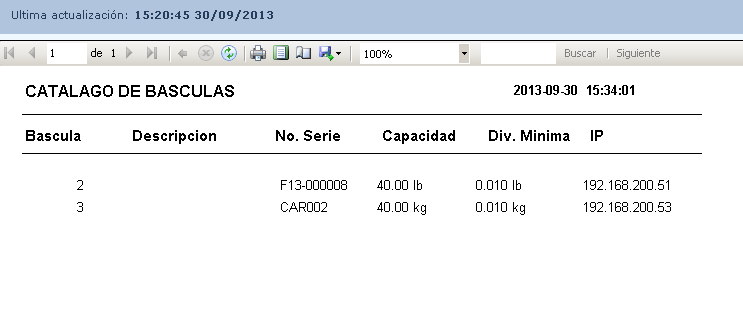 Ultima actualización: 15:20:45 30/09/2013
1 de 1 100% Buscar | Siguiente
CATALAGO DE BASCULAS 2013-09-30 15:34:01
Bascula Descripcion No. Serie Capacidad Div. Minima IP
2 F13-000008 40.00 lb 0.010 lb 192.168.200.51
3 CAR002 40.00 kg 0.010 kg 192.168.200.53